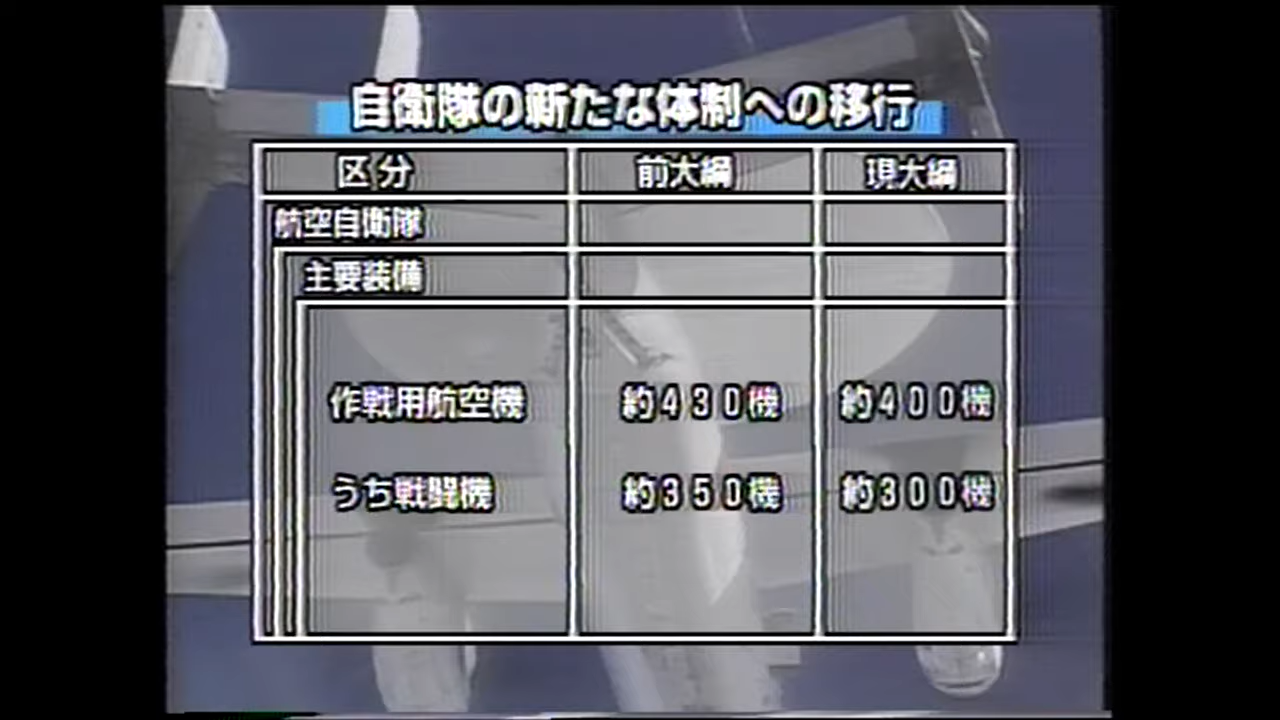 自衛隊の新たな体制への移行
区分 前大綱 現大綱
航空自衛隊
主要装備
作戦用航空機 約430機 約400機
うち戦闘機 約350機 約300機